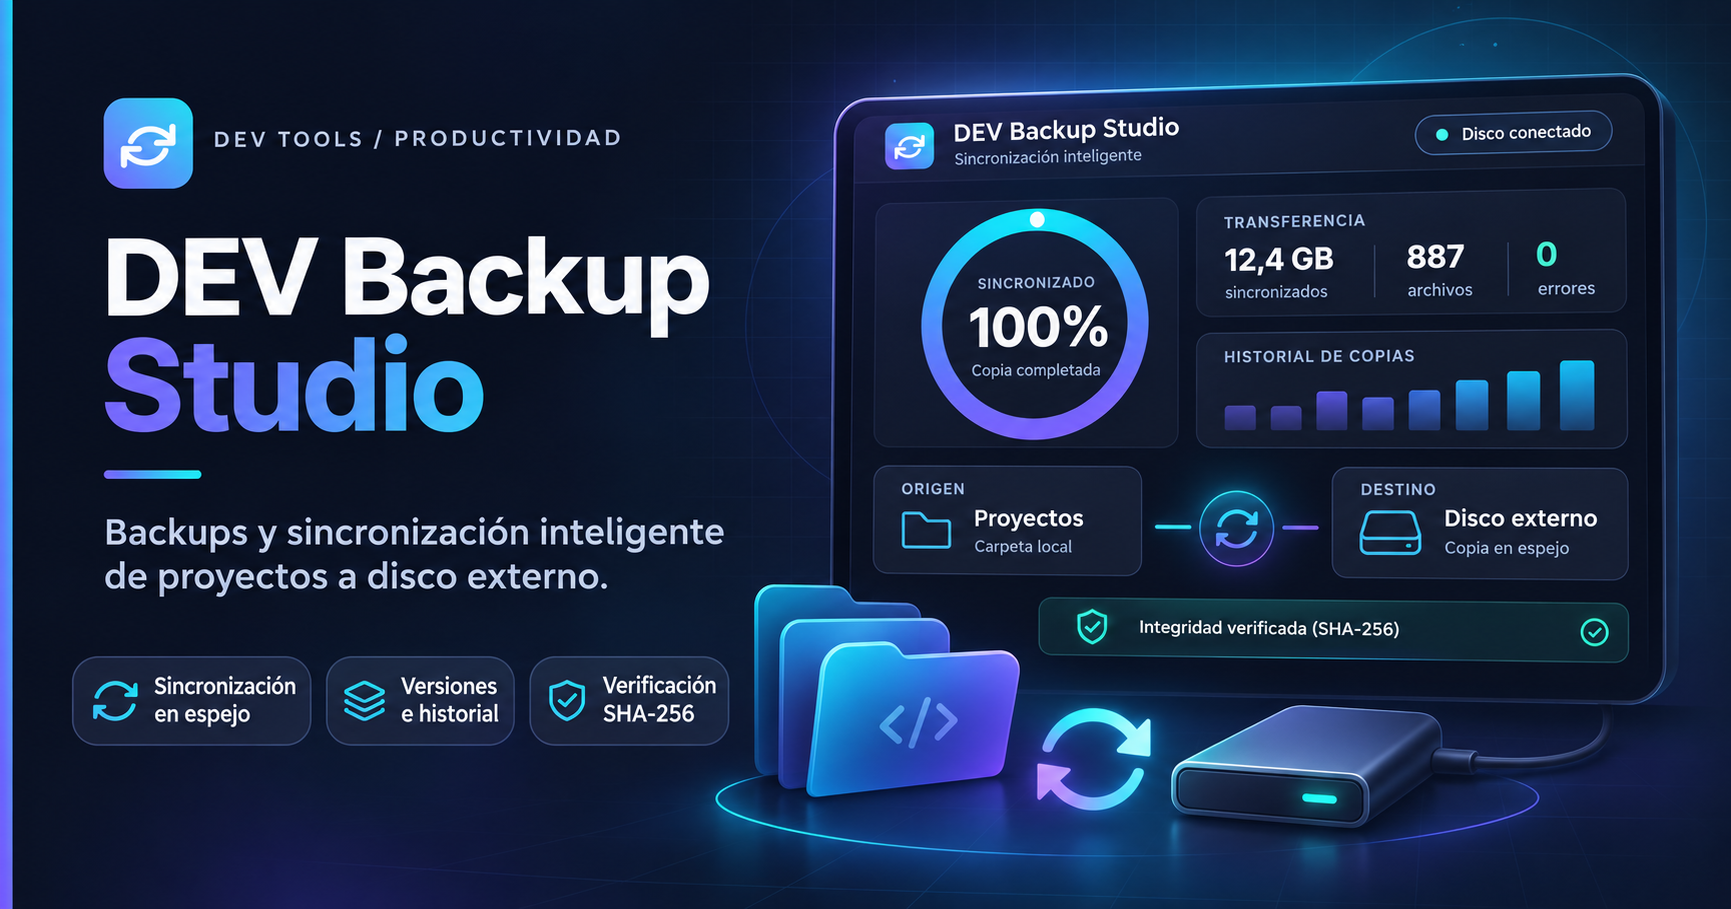 DEV TOOLS / PRODUCTIVIDAD
DEV Backup
Studio
Backups y sincronización inteligente
de proyectos a disco externo.
Sincronización
en espejo
Versiones
e historial
Verificación
SHA-256
DEV Backup Studio
Sincronización inteligente
Disco conectado
SINCRONIZADO
100%
Copia completada
TRANSFERENCIA
12,4 GB
sincronizados
887
archivos
0
errores
HISTORIAL DE COPIAS
ORIGEN
Proyectos
Carpeta local
DESTINO
Disco externo
Copia en espejo
Integridad verificada (SHA-256)
</>